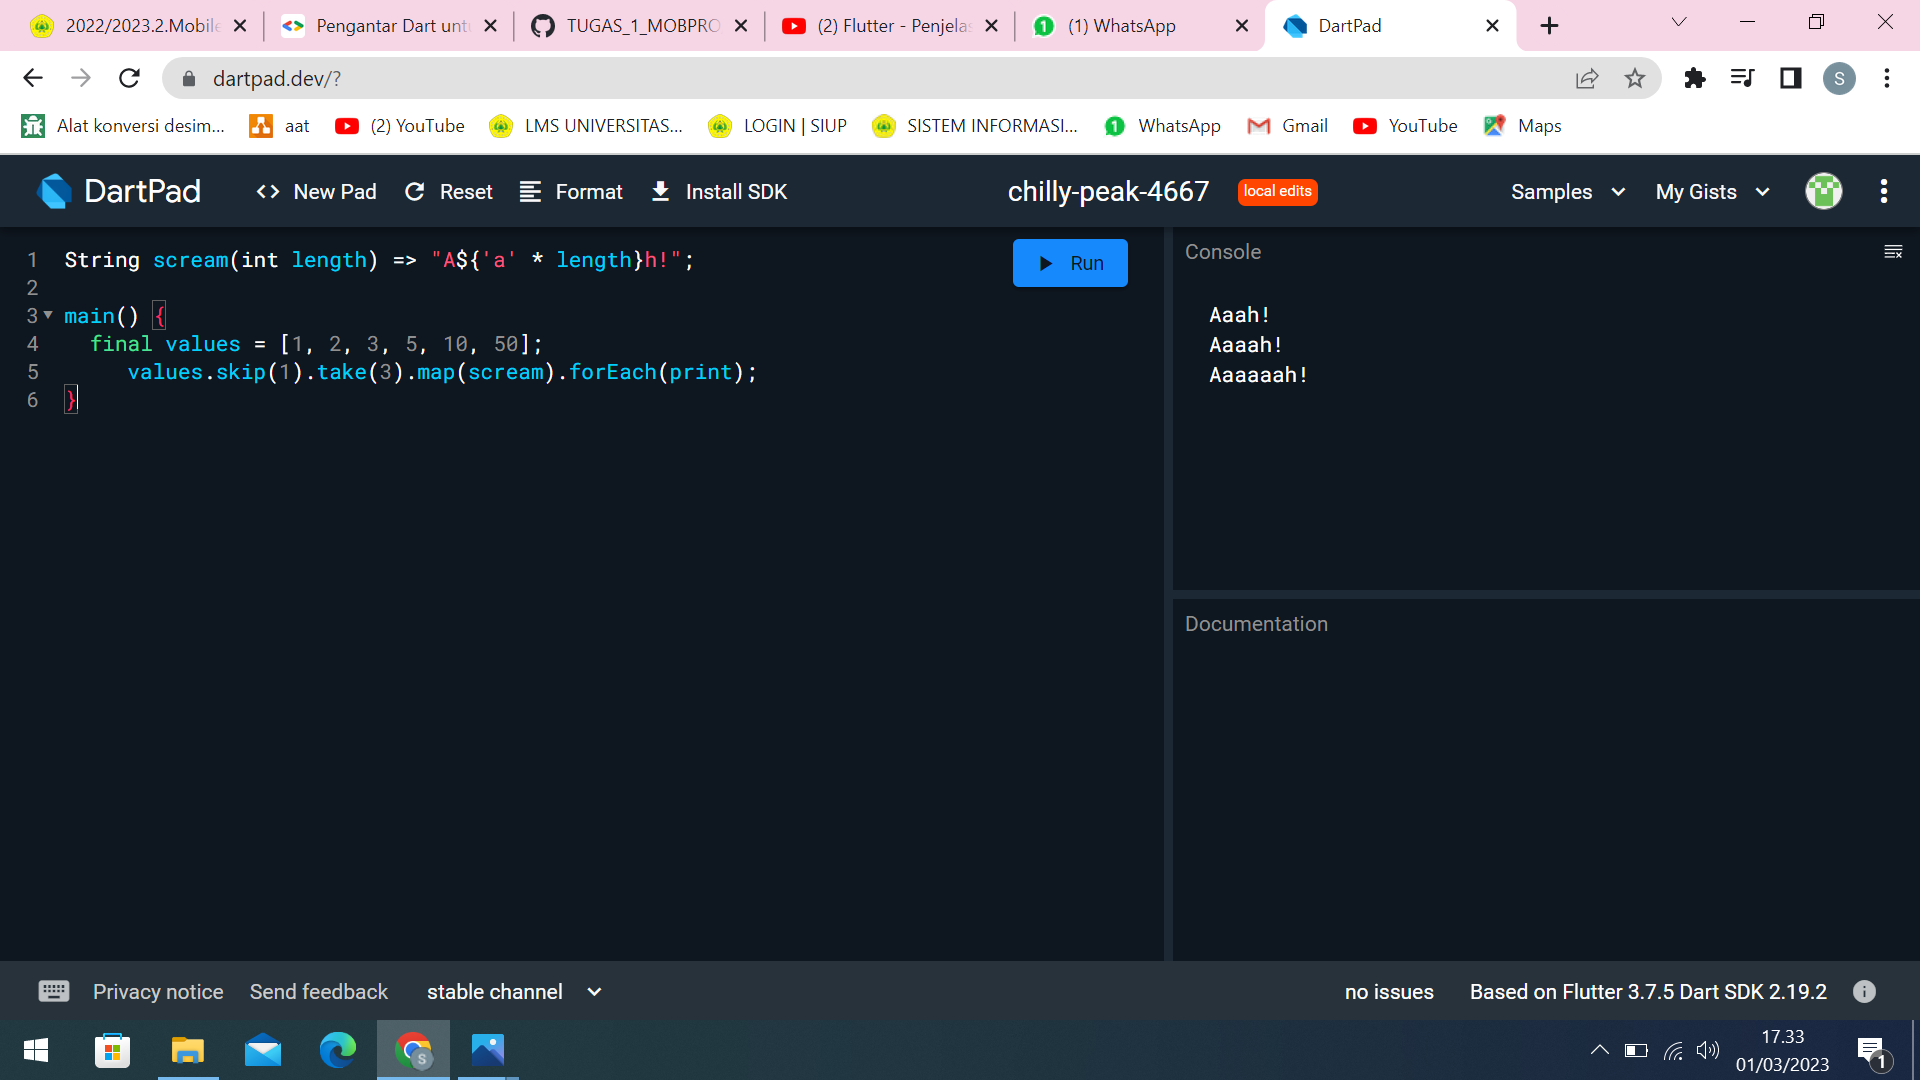 2022/2023.2.Mobile
Pengantar Dart untu
TUGAS_1_MOBPRO
(2) Flutter - Penjelas
1 (1) WhatsApp
DartPad
dartpad.dev/?
S
Alat konversi desim...
aat
(2) YouTube
LMS UNIVERSITAS...
LOGIN | SIUP
SISTEM INFORMASI...
1 WhatsApp
Gmail
YouTube
Maps
DartPad
<> New Pad
Reset
Format
Install SDK
chilly-peak-4667
local edits
Samples
My Gists
1 String scream(int length) => "A${'a' * length}h!";
2
3 main() {
4 final values = [1, 2, 3, 5, 10, 50];
5 values.skip(1).take(3).map(scream).forEach(print);
6 }
Run
Console
Aaah!
Aaaah!
Aaaaaah!
Documentation
Privacy notice
Send feedback
stable channel
no issues
Based on Flutter 3.7.5 Dart SDK 2.19.2
i
S
17.33
01/03/2023
1